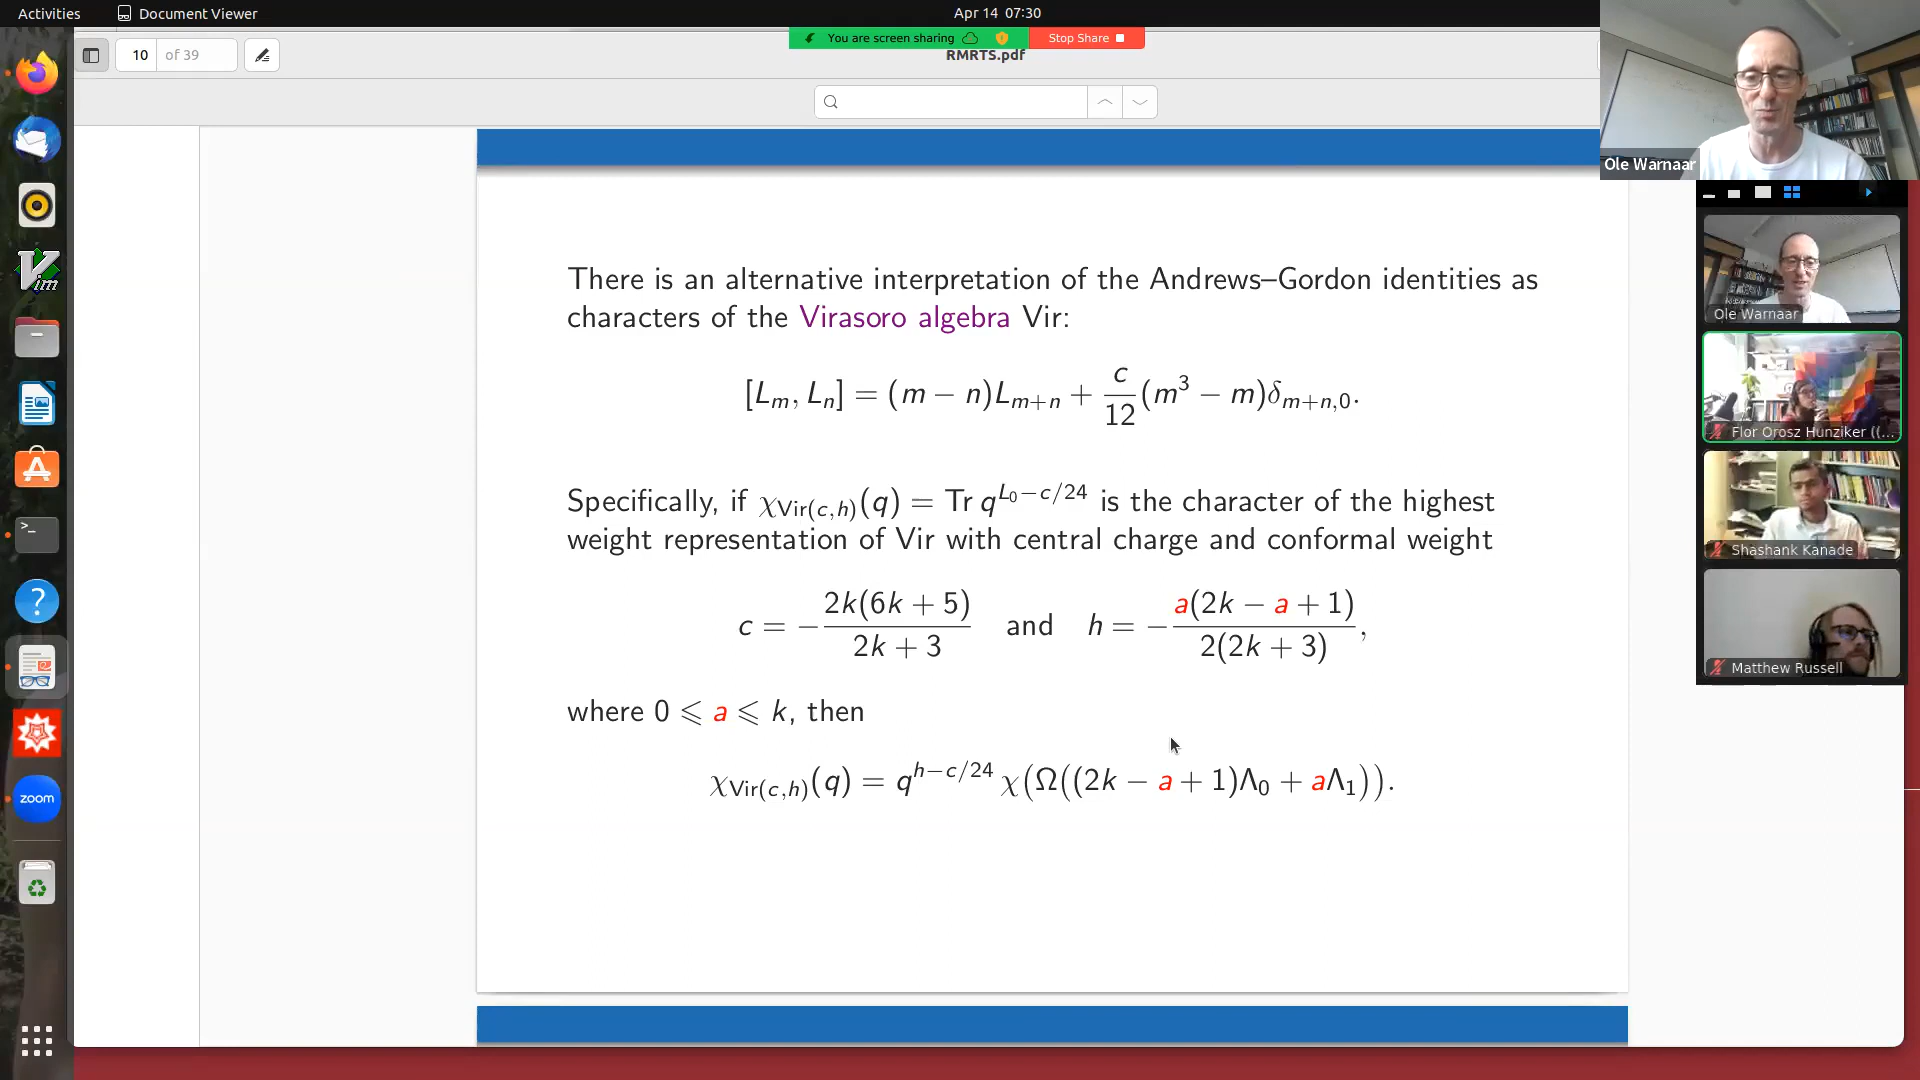 Activities
Document Viewer
Apr 14 07:30
You are screen sharing
Stop Share
10 of 39
RMRTS.pdf
There is an alternative interpretation of the Andrews–Gordon identities as
characters of the Virasoro algebra Vir:
[L_m, L_n] = (m − n)L_{m+n} + c/12 (m^3 − m)δ_{m+n,0}.
Specifically, if χ_{Vir(c,h)}(q) = Tr q^{L_0−c/24} is the character of the highest
weight representation of Vir with central charge and conformal weight
c = − 2k(6k + 5)/(2k + 3) and h = − a(2k − a + 1)/(2(2k + 3)),
where 0 ⩽ a ⩽ k, then
χ_{Vir(c,h)}(q) = q^{h−c/24} χ(Ω((2k − a + 1)Λ_0 + aΛ_1)).
Ole Warnaar
Ole Warnaar
Flor Orosz Hunziker ((...
Shashank Kanade
Matthew Russell
Vim
>_
?
zoom